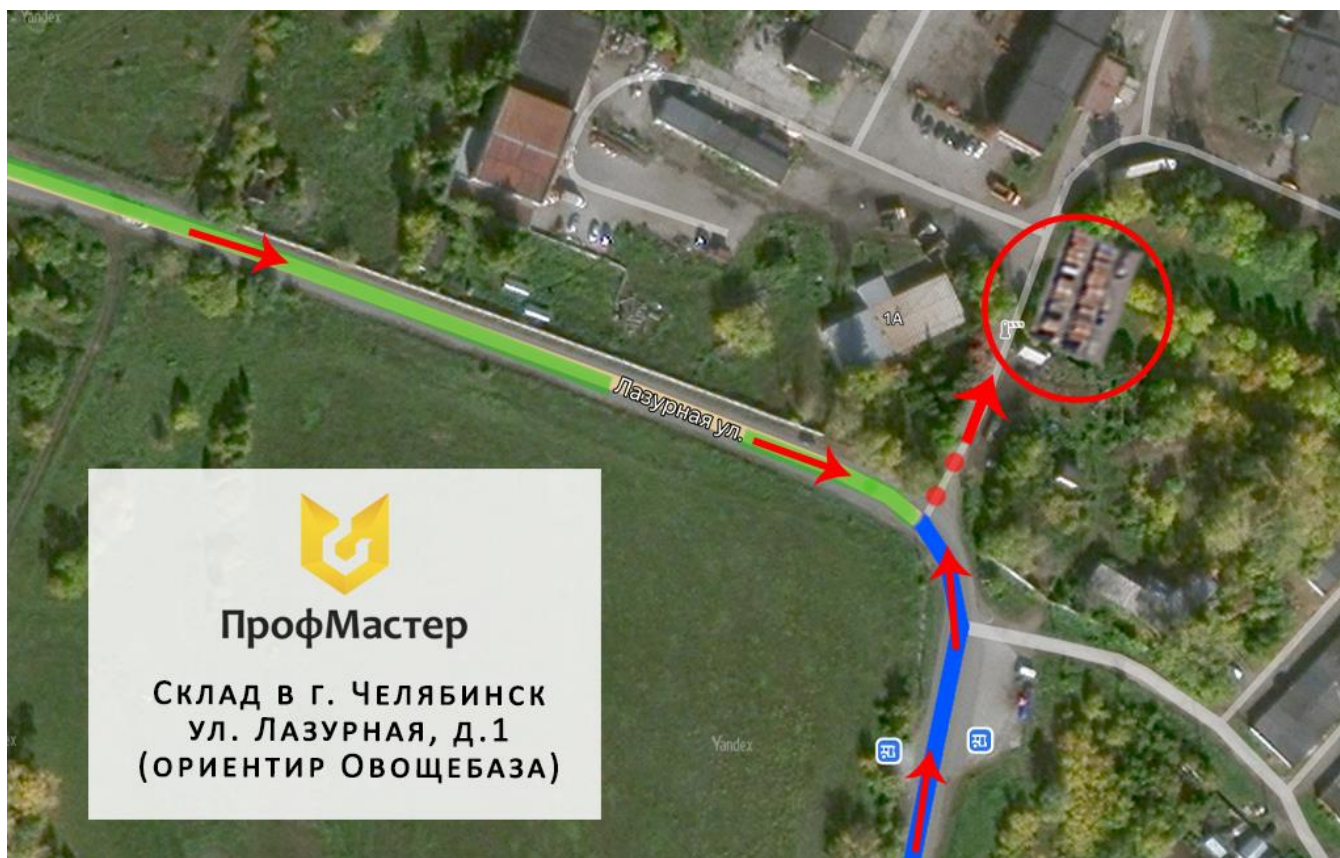 Yandex
1А
Лазурная ул.
ПрофМастер
Склад в г. Челябинск
ул. Лазурная, д.1
(ориентир Овощебаза)
Yandex